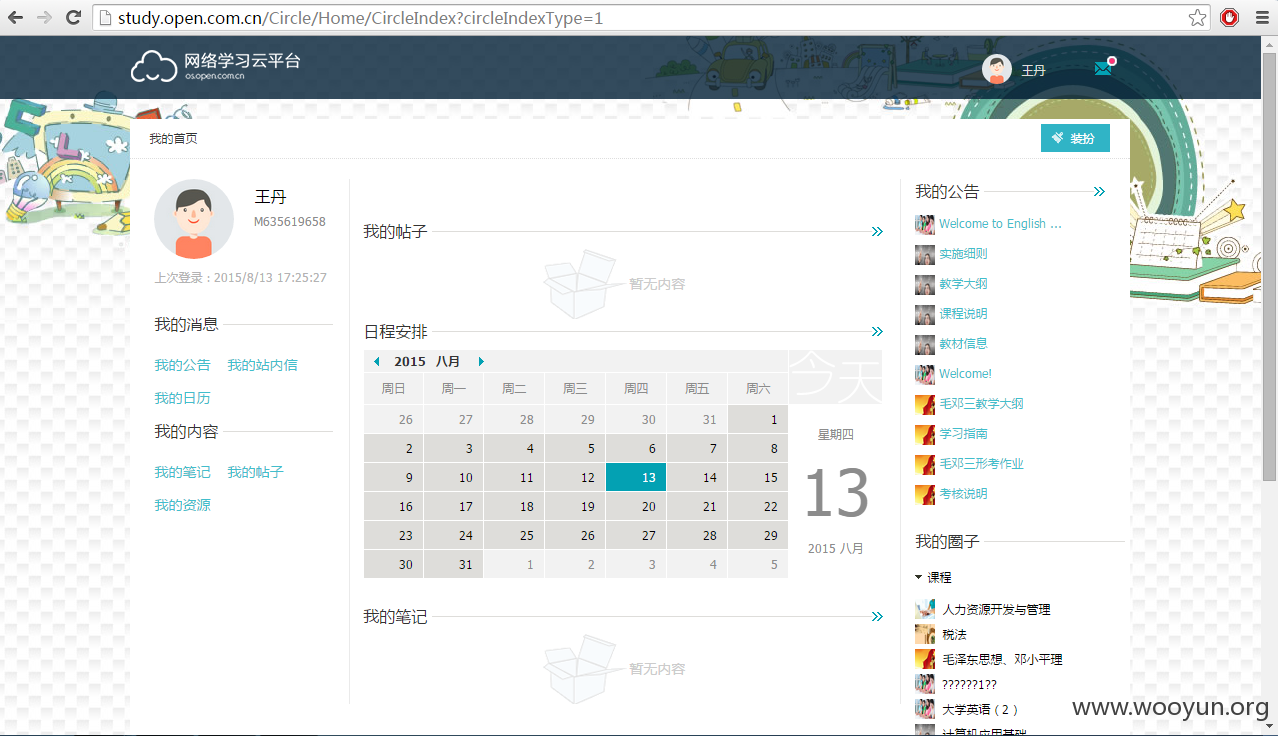 study.open.com.cn/Circle/Home/CircleIndex?circleIndexType=1
网络学习云平台
os.open.com.cn
王丹
我的首页
装扮
王丹
M635619658
上次登录：2015/8/13 17:25:27
我的消息
我的公告 我的站内信
我的日历
我的内容
我的笔记 我的帖子
我的资源
我的帖子
暂无内容
日程安排
2015 八月
周日 周一 周二 周三 周四 周五 周六
26 27 28 29 30 31 1
2 3 4 5 6 7 8
9 10 11 12 13 14 15
16 17 18 19 20 21 22
23 24 25 26 27 28 29
30 31 1 2 3 4 5
今天
星期四
13
2015 八月
我的笔记
暂无内容
我的公告
Welcome to English ...
实施细则
教学大纲
课程说明
教材信息
Welcome!
毛邓三教学大纲
学习指南
毛邓三形考作业
考核说明
我的圈子
课程
人力资源开发与管理
税法
毛泽东思想、邓小平理
??????1??
大学英语（2）
计算机应用基础
www.wooyun.org